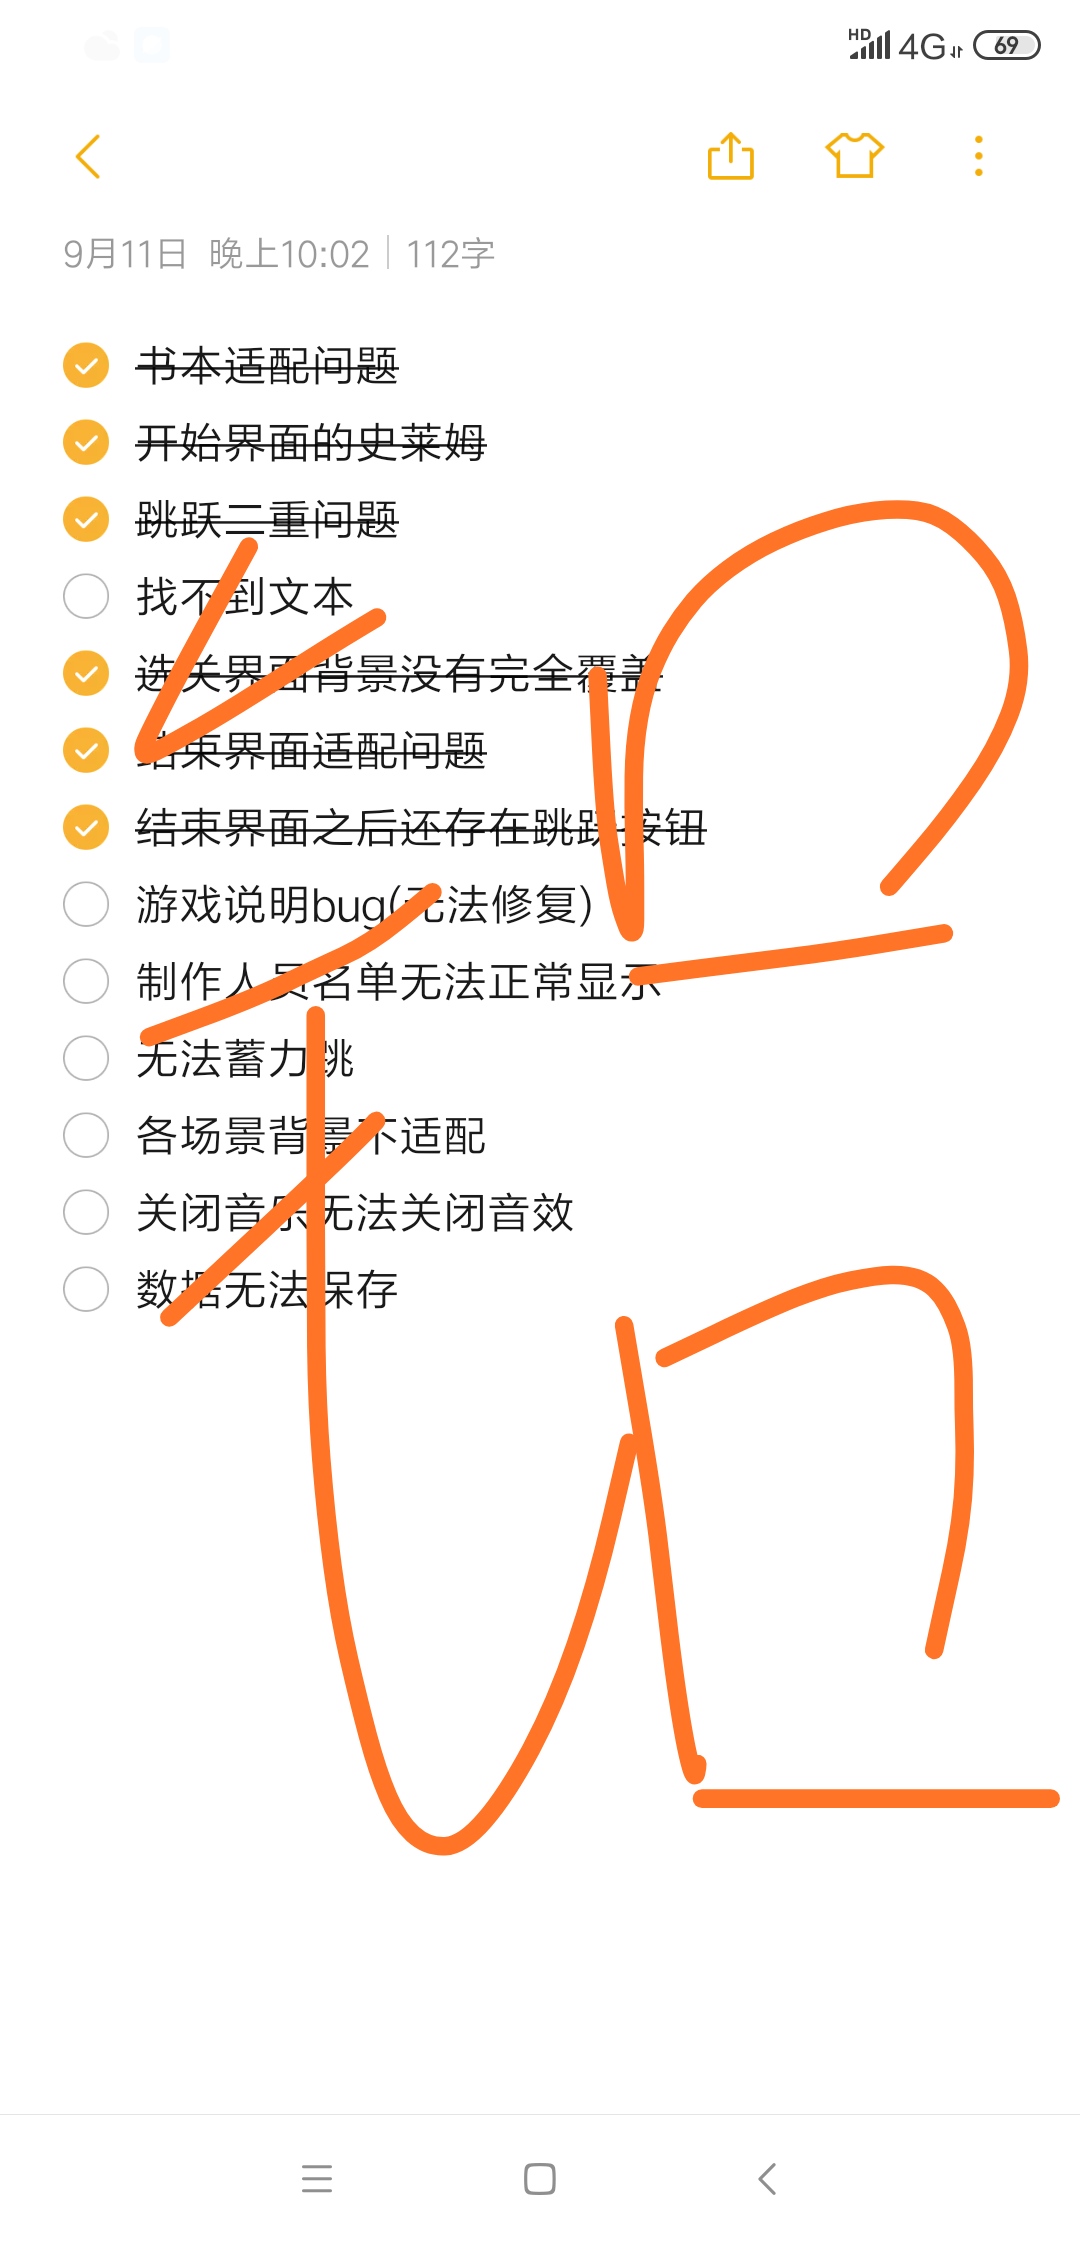 HD 4G 69
9月11日 晚上10:02 | 112字
书本适配问题
开始界面的史莱姆
跳跃二重问题
找不到文本
选关界面背景没有完全覆盖
结束界面适配问题
结束界面之后还存在跳跃按钮
游戏说明bug(无法修复)
制作人员名单无法正常显示
无法蓄力跳
各场景背景不适配
关闭音乐无法关闭音效
数据无法保存